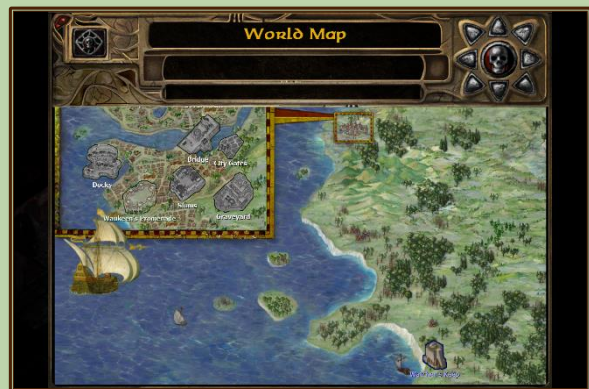 World Map
Bridge
City Gates
Docks
Slums
Waukeen's Promenade
Graveyard